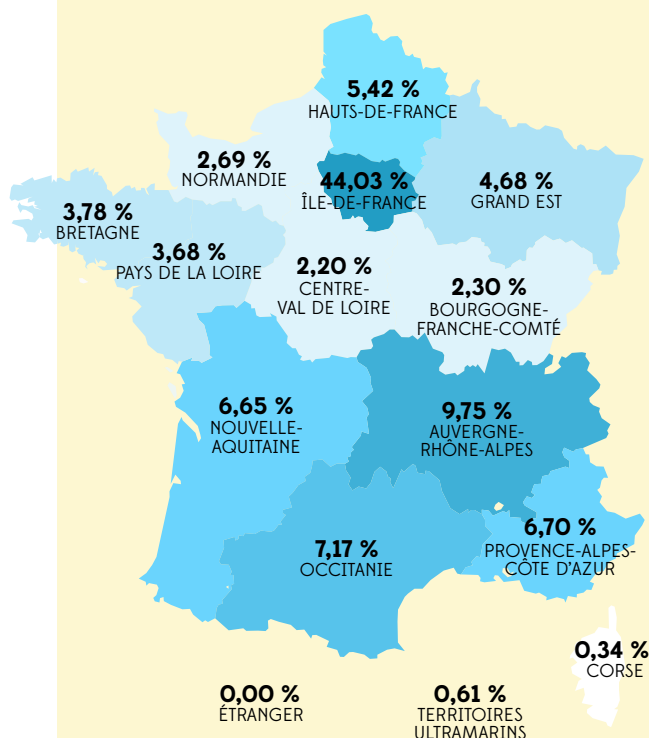 5,42 %
HAUTS-DE-FRANCE
2,69 %
NORMANDIE
44,03 %
ÎLE-DE-FRANCE
4,68 %
GRAND EST
3,78 %
BRETAGNE
3,68 %
PAYS DE LA LOIRE
2,20 %
CENTRE-
VAL DE LOIRE
2,30 %
BOURGOGNE-
FRANCHE-COMTÉ
6,65 %
NOUVELLE-
AQUITAINE
9,75 %
AUVERGNE-
RHÔNE-ALPES
7,17 %
OCCITANIE
6,70 %
PROVENCE-ALPES-
CÔTE D'AZUR
0,34 %
CORSE
0,00 %
ÉTRANGER
0,61 %
TERRITOIRES
ULTRAMARINS